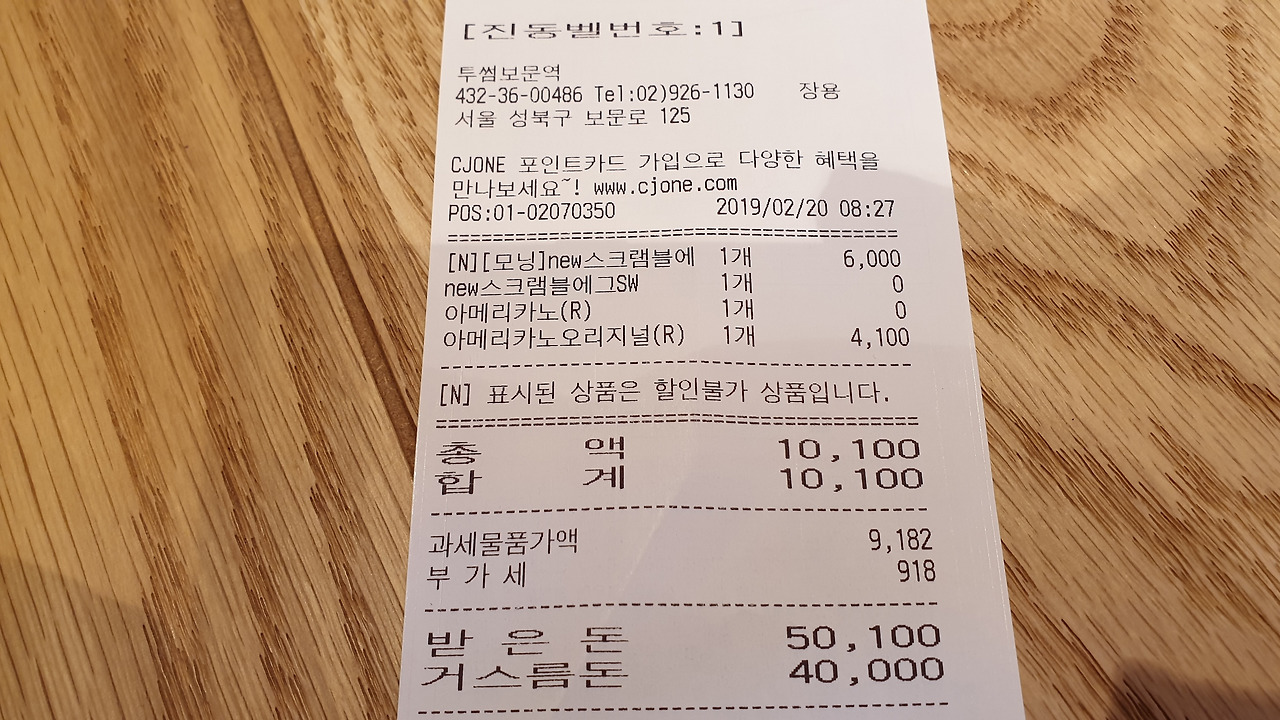 [진동벨번호:1]
투썸보문역
432-36-00486 Tel:02)926-1130 장용
서울 성북구 보문로 125
CJONE 포인트카드 가입으로 다양한 혜택을
만나보세요~! www.cjone.com
POS:01-02070350 2019/02/20 08:27
[N][모닝]new스크램블에 1개 6,000
new스크램블에그SW 1개 0
아메리카노(R) 1개 0
아메리카노오리지널(R) 1개 4,100
[N] 표시된 상품은 할인불가 상품입니다.
총 액 10,100
합 계 10,100
과세물품가액 9,182
부 가 세 918
받 은 돈 50,100
거스름돈 40,000